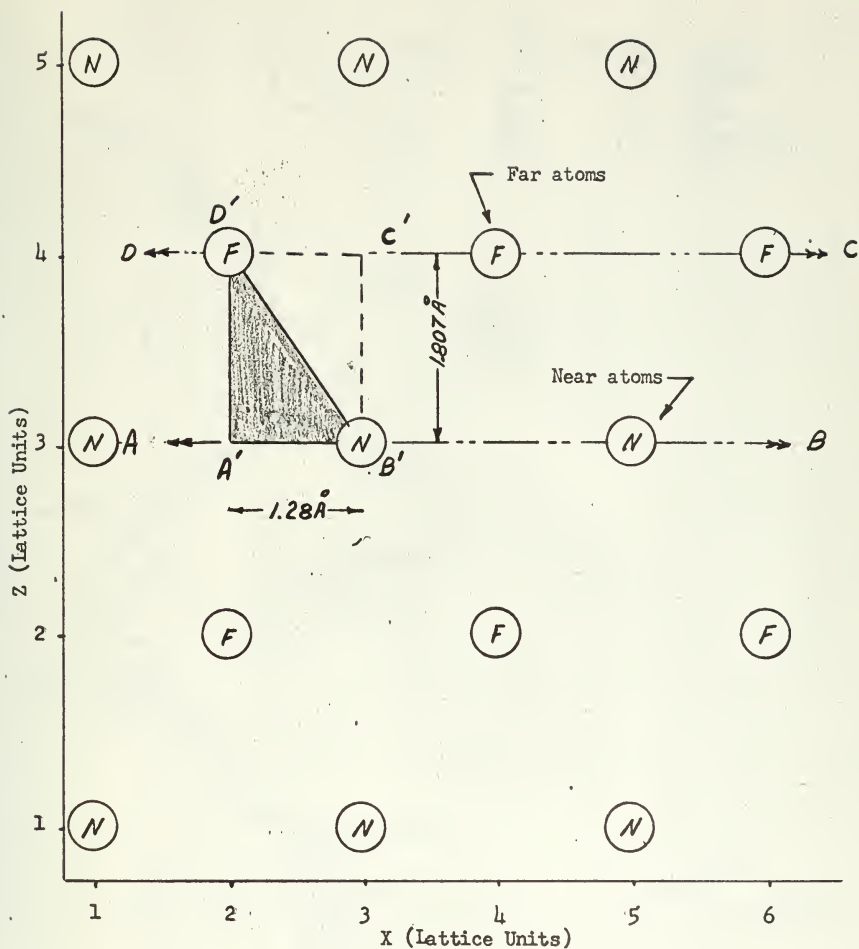 5 N N N
Far atoms
D'
D F C' F F C
4
1.807Å
Near atoms
3 N A A' N B' N B
1.28Å
Z (Lattice Units)
2 F F F
1 N N N
1 2 3 4 5 6
X (Lattice Units)